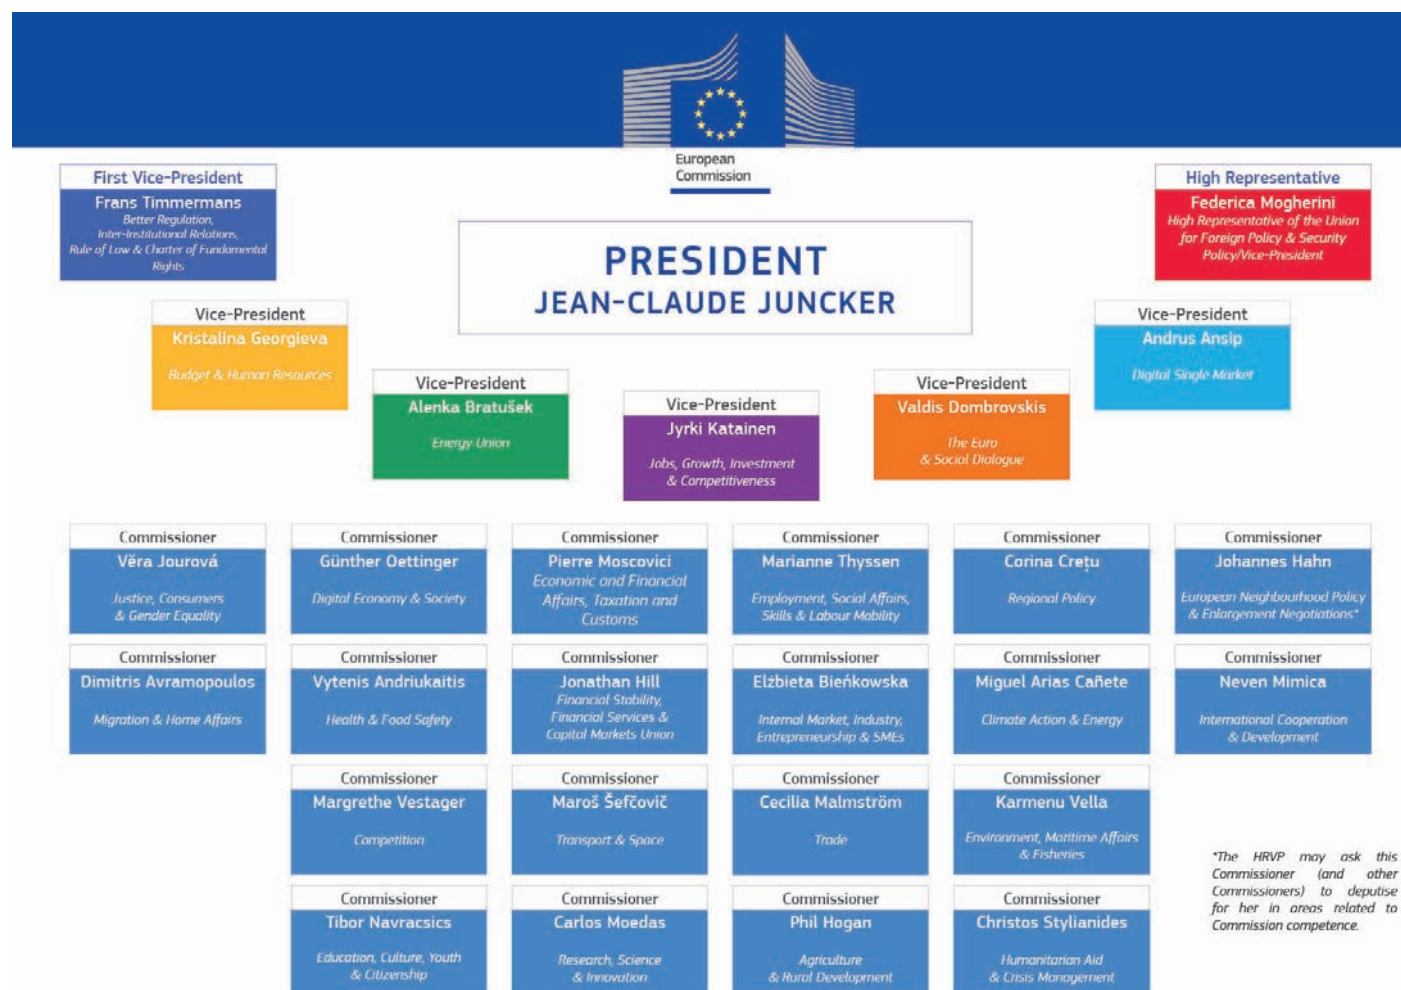 European
Commission
First Vice-President
Frans Timmermans
Better Regulation,
Inter-Institutional Relations,
Rule of Law & Charter of Fundamental
Rights
High Representative
Federica Mogherini
High Representative of the Union
for Foreign Policy & Security
Policy/Vice-President
PRESIDENT
JEAN-CLAUDE JUNCKER
Vice-President
Kristalina Georgieva
Budget & Human Resources
Vice-President
Alenka Bratušek
Energy Union
Vice-President
Jyrki Katainen
Jobs, Growth, Investment
& Competitiveness
Vice-President
Valdis Dombrovskis
The Euro
& Social Dialogue
Vice-President
Andrus Ansip
Digital Single Market
Commissioner
Věra Jourová
Justice, Consumers
& Gender Equality
Commissioner
Günther Oettinger
Digital Economy & Society
Commissioner
Pierre Moscovici
Economic and Financial
Affairs, Taxation and
Customs
Commissioner
Marianne Thyssen
Employment, Social Affairs,
Skills & Labour Mobility
Commissioner
Corina Crețu
Regional Policy
Commissioner
Johannes Hahn
European Neighbourhood Policy
& Enlargement Negotiations*
Commissioner
Dimitris Avramopoulos
Migration & Home Affairs
Commissioner
Vytenis Andriukaitis
Health & Food Safety
Commissioner
Jonathan Hill
Financial Stability,
Financial Services &
Capital Markets Union
Commissioner
Elżbieta Bieńkowska
Internal Market, Industry,
Entrepreneurship & SMEs
Commissioner
Miguel Arias Cañete
Climate Action & Energy
Commissioner
Neven Mimica
International Cooperation
& Development
Commissioner
Margrethe Vestager
Competition
Commissioner
Maroš Šefčovič
Transport & Space
Commissioner
Cecilia Malmström
Trade
Commissioner
Karmenu Vella
Environment, Maritime Affairs
& Fisheries
Commissioner
Tibor Navracsics
Education, Culture, Youth
& Citizenship
Commissioner
Carlos Moedas
Research, Science
& Innovation
Commissioner
Phil Hogan
Agriculture
& Rural Development
Commissioner
Christos Stylianides
Humanitarian Aid
& Crisis Management
*The HRVP may ask this
Commissioner (and other
Commissioners) to deputise
for her in areas related to
Commission competence.